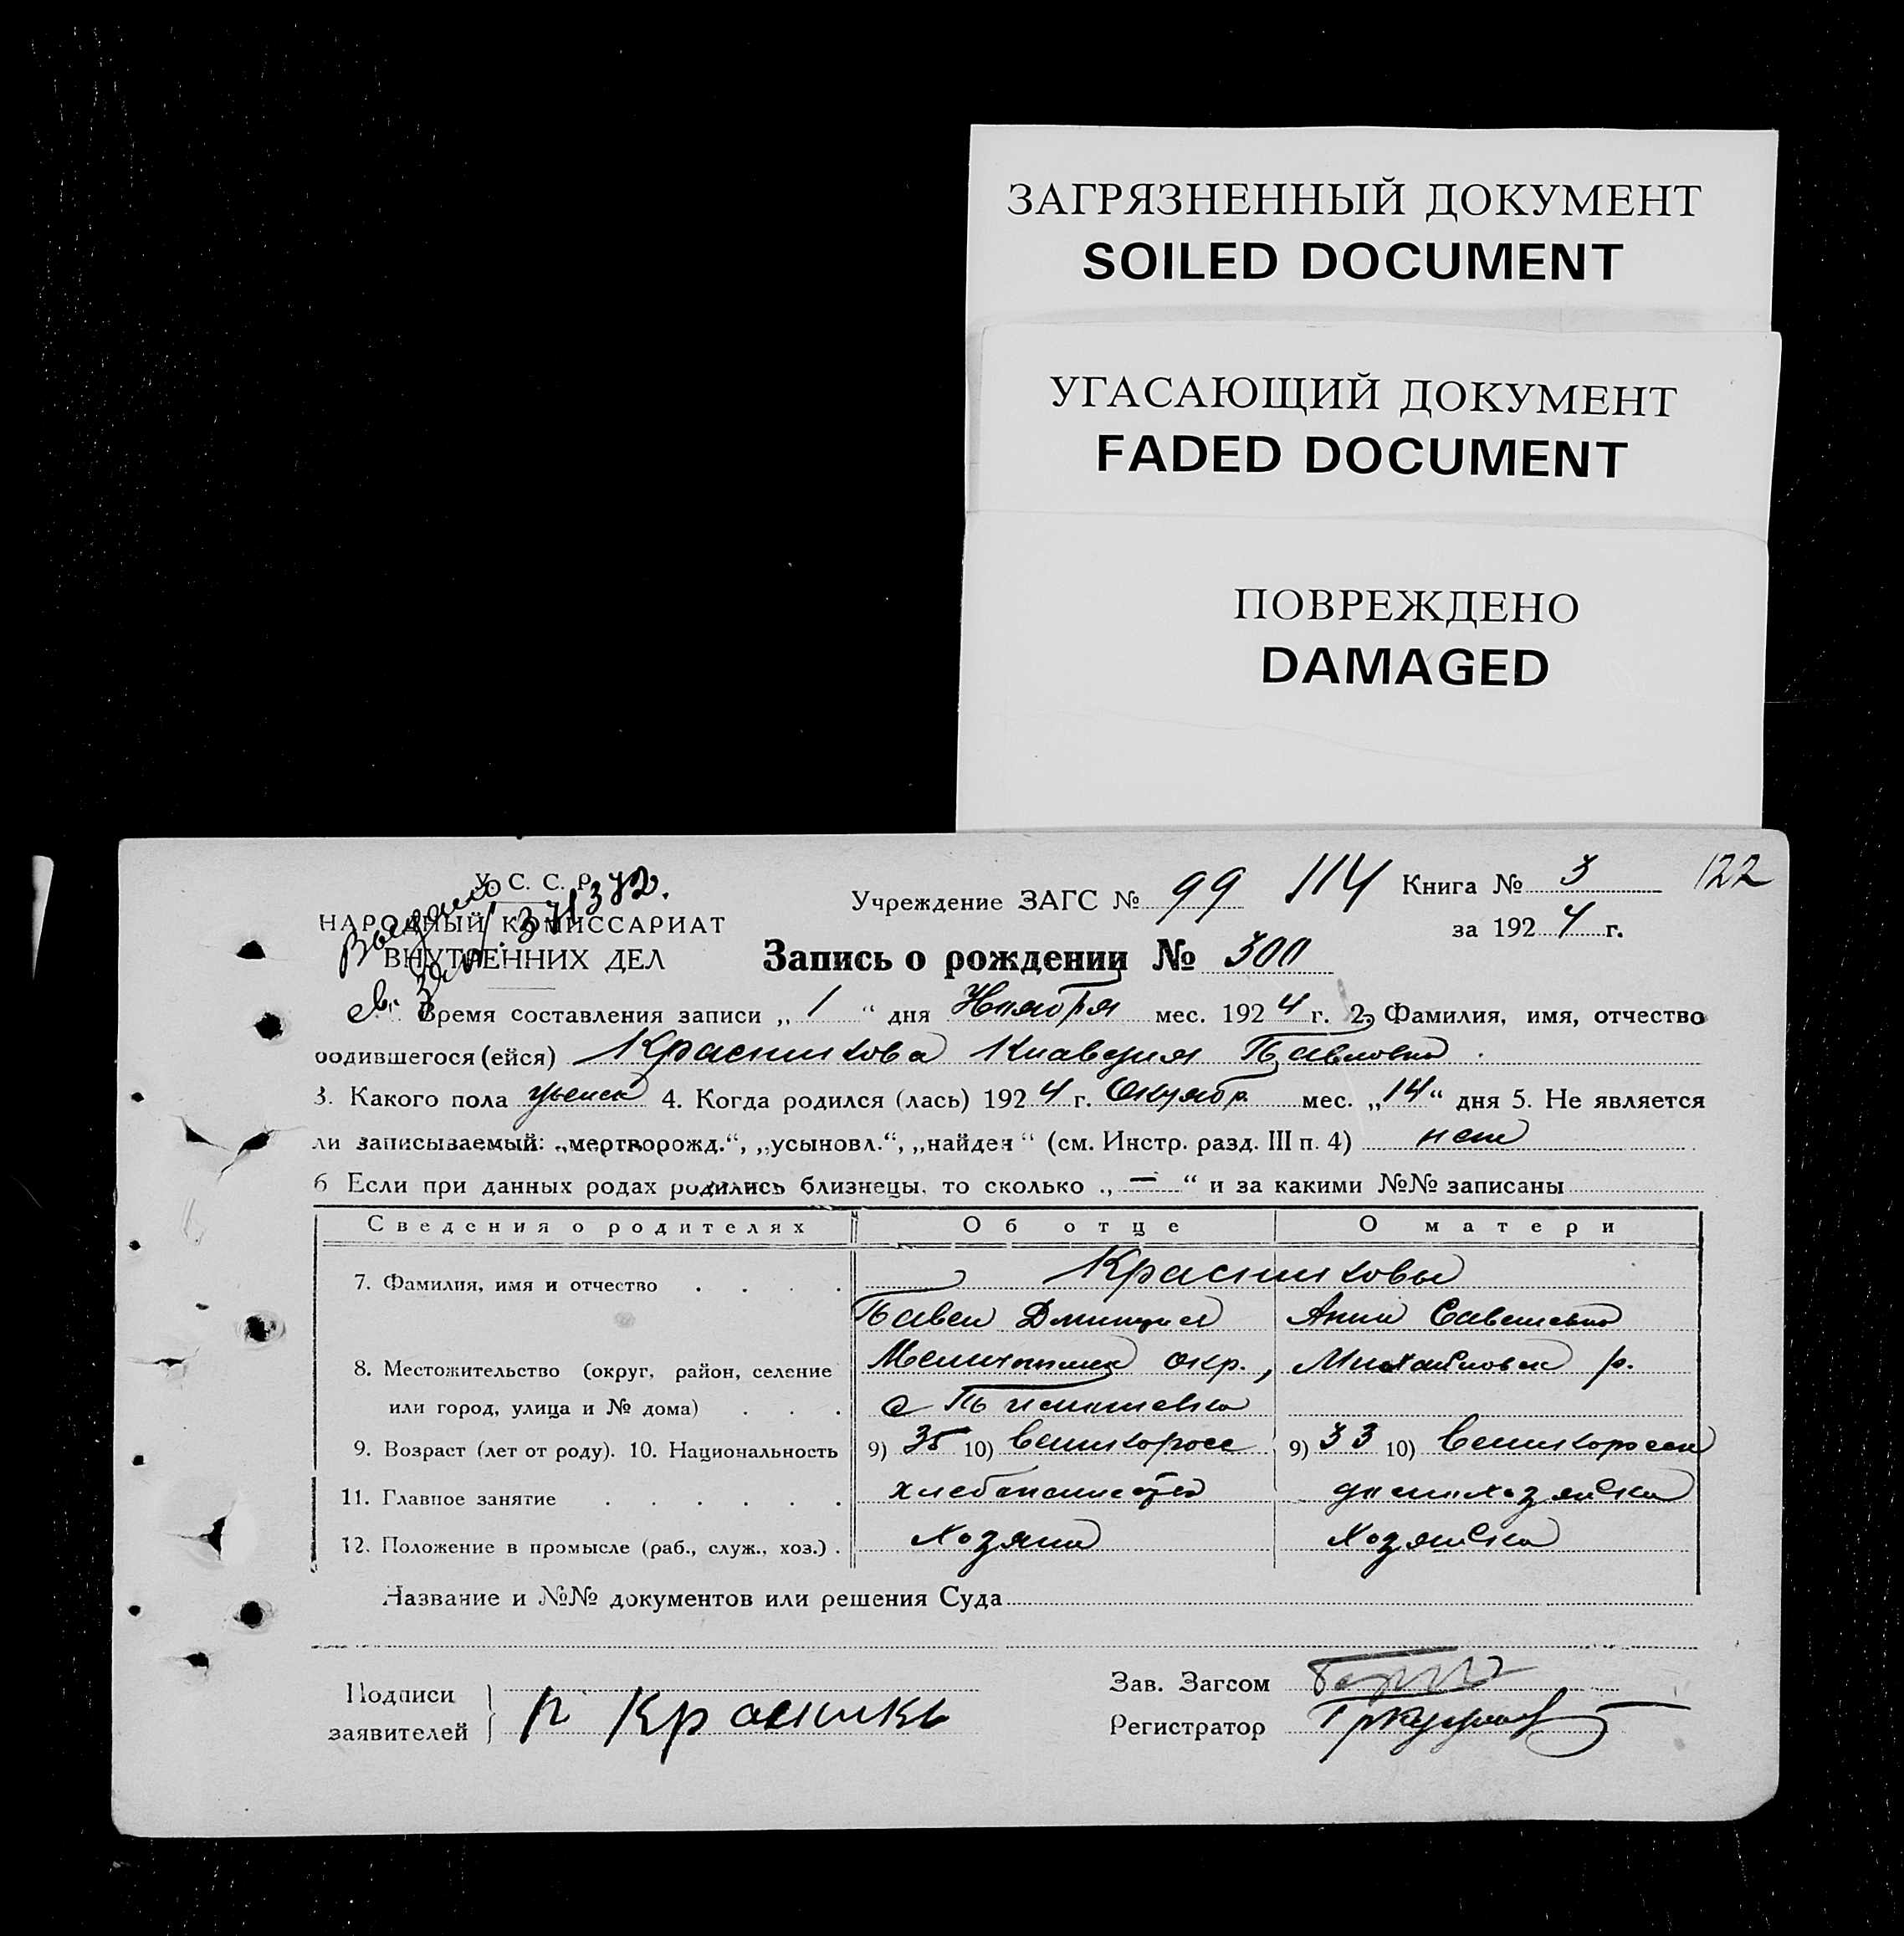 ЗАГРЯЗНЕННЫЙ ДОКУМЕНТ
SOILED DOCUMENT
УГАСАЮЩИЙ ДОКУМЕНТ
FADED DOCUMENT
ПОВРЕЖДЕНО
DAMAGED
У. С. С. Р.
НАРОДНЫЙ КОМИССАРИАТ
ВНУТРЕННИХ ДЕЛ
Учреждение ЗАГС № 99 114 Книга № 3 122
за 1924 г.
Запись о рождении № 300
Время составления записи „1“ дня Ноября мес. 1924 г. 2. Фамилия, имя, отчество
родившегося (ейся) Красникова Клавдия Павловна
3. Какого пола женск 4. Когда родился (лась) 1924 г. Октябр. мес. „14“ дня 5. Не является
ли записываемый: „мертворожд.“, „усыновл.“, „найден“ (см. Инстр. разд. III п. 4) нет
6 Если при данных родах родились близнецы, то сколько „—“ и за какими №№ записаны
Сведения о родителях Об отце О матери
7. Фамилия, имя и отчество . . . . Красниковы
Павел Дмитриев Анна Савельевна
8. Местожительство (округ, район, селение Мелитопольск окр., Михайловск р.
или город, улица и № дома) . . . с
9. Возраст (лет от роду). 10. Национальность 9) 35 10) великоросс 9) 33 10) великоросска
11. Главное занятие . . . . . . хлебопашество домохозяйка
12. Положение в промысле (раб., служ., хоз.) . хозяин хозяйка
Название и №№ документов или решения Суда
Подписи
заявителей
П Красникв
Зав. Загсом
Регистратор